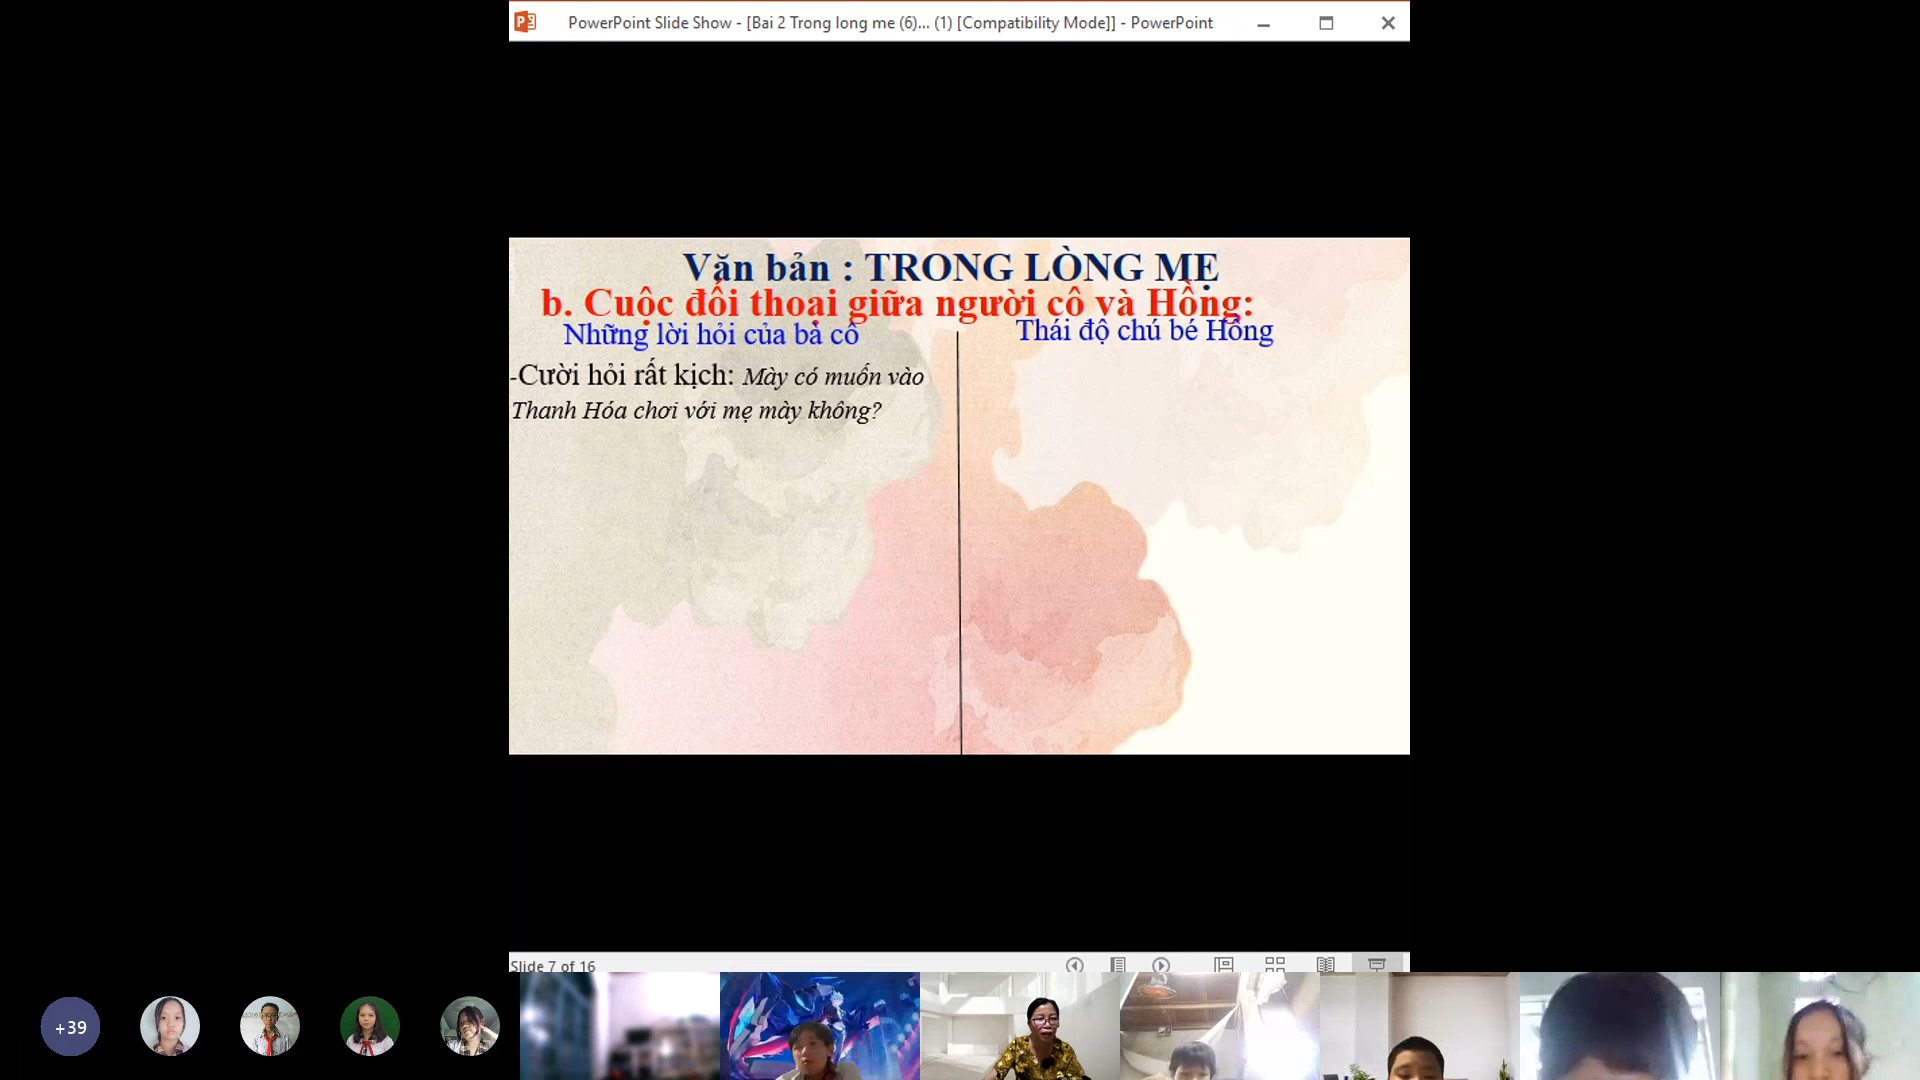 PowerPoint Slide Show - [Bai 2 Trong long me (6)... (1) [Compatibility Mode]] - PowerPoint
Văn bản : TRONG LÒNG MẸ
b. Cuộc đối thoại giữa người cô và Hồng:
Những lời hỏi của bà cô
Thái độ chú bé Hồng
-Cười hỏi rất kịch: Mày có muốn vào
Thanh Hóa chơi với mẹ mày không?
Slide 7 of 16
+39